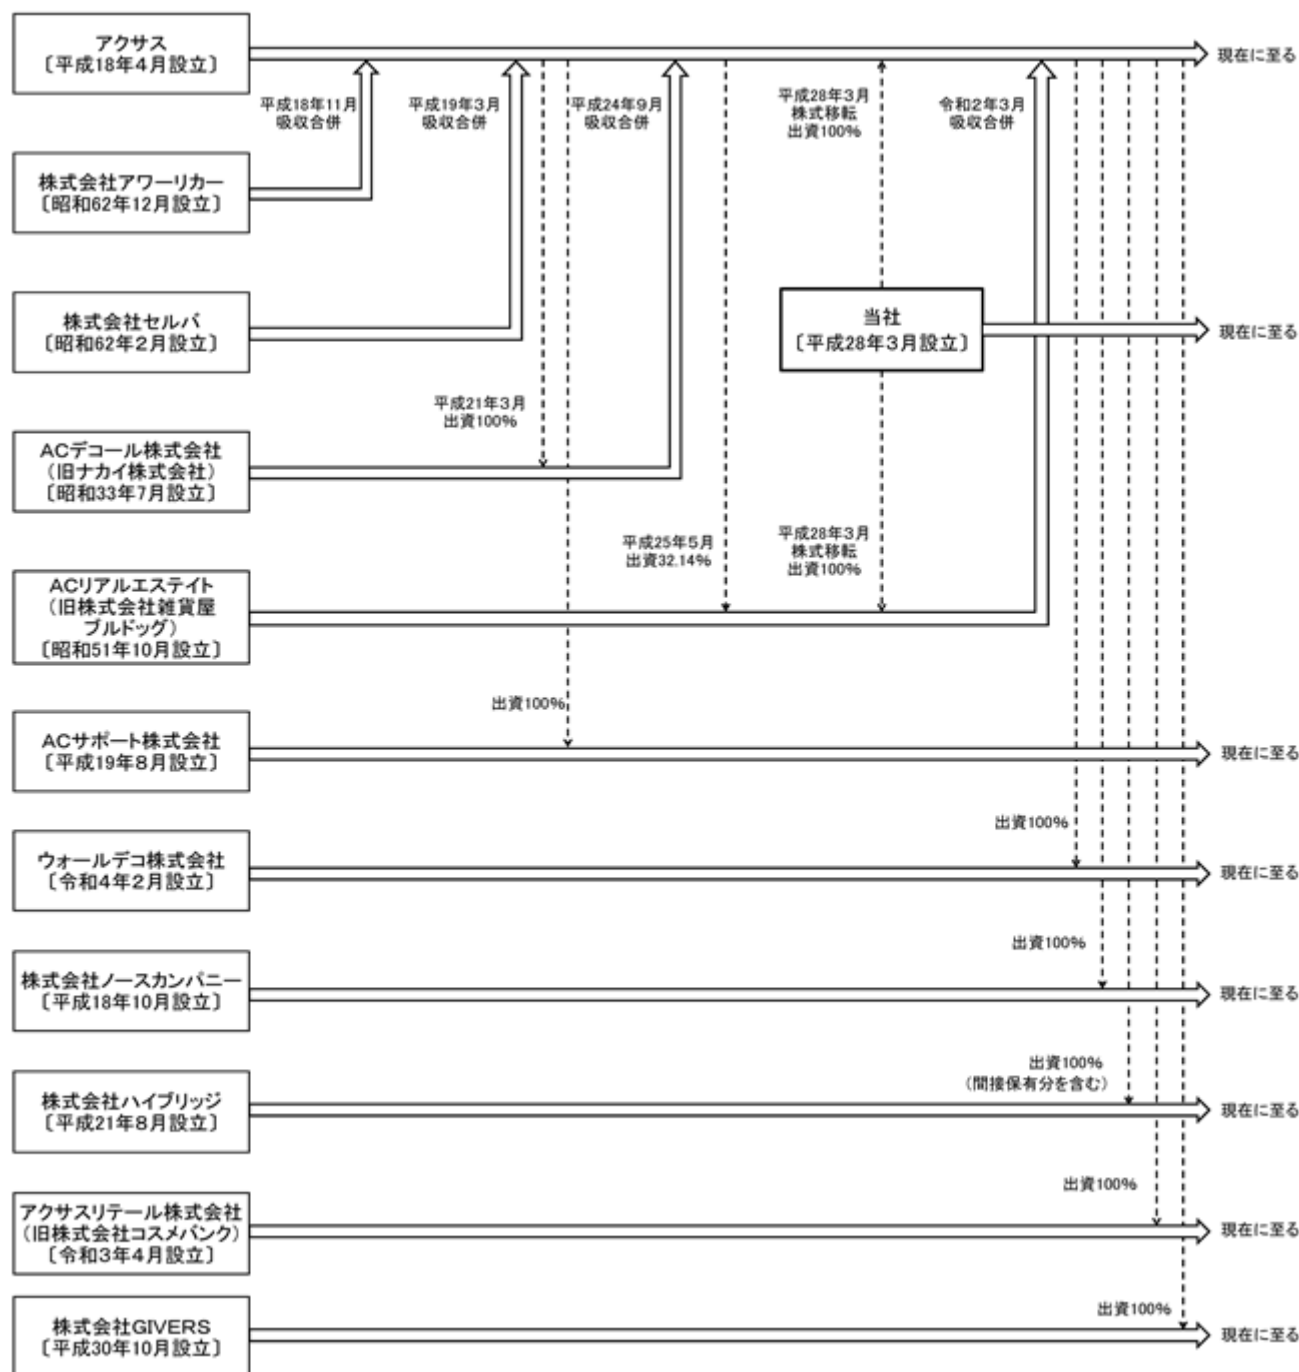 アクサス
〔平成18年4月設立〕
現在に至る
平成18年11月
吸収合併
平成19年3月
吸収合併
平成24年9月
吸収合併
平成28年3月
株式移転
出資100%
令和2年3月
吸収合併
株式会社アワーリカー
〔昭和62年12月設立〕
株式会社セルバ
〔昭和62年2月設立〕
当社
〔平成28年3月設立〕
現在に至る
平成21年3月
出資100%
ACデコール株式会社
(旧ナカイ株式会社)
〔昭和33年7月設立〕
平成25年5月
出資32.14%
平成28年3月
株式移転
出資100%
ACリアルエステイト
(旧株式会社雑貨屋
ブルドッグ)
〔昭和51年10月設立〕
出資100%
ACサポート株式会社
〔平成19年8月設立〕
現在に至る
出資100%
ウォールデコ株式会社
〔令和4年2月設立〕
現在に至る
出資100%
株式会社ノースカンパニー
〔平成18年10月設立〕
現在に至る
出資100%
(間接保有分を含む)
株式会社ハイブリッジ
〔平成21年8月設立〕
現在に至る
出資100%
アクサスリテール株式会社
(旧株式会社コスメバンク)
〔令和3年4月設立〕
現在に至る
出資100%
株式会社GIVERS
〔平成30年10月設立〕
現在に至る